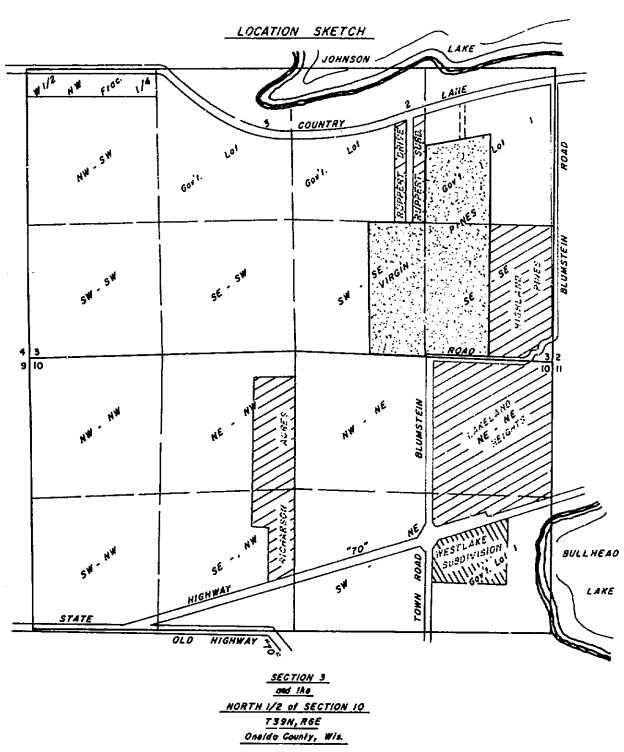 LOCATION SKETCH
JOHNSON
LAKE
W 1/2 NW Frac. 1/4
3
COUNTRY
2
LAKE
1
NW - SW
Gov't. Lot
Gov't. Lot
RUPPERT DRIVE
RUPPERT SUBD.
Gov't. Lot
ROAD
VIRGIN
PINES
SW - SW
SE - SW
SW - SE
SE - SE
HIGHLAND
PINES
BLUMSTEIN
4 3
9 10
ROAD
3 2
10 11
NW - NW
NE - NW
ACRES
RICHARSON
NW - NE
BLUMSTEIN
LAKELAND
NE - NE
HEIGHTS
SW - NW
SE - NW
SW - NE
HIGHWAY "70"
TOWN ROAD
WESTLAKE
SUBDIVISION
Gov't. Lot 1
BULLHEAD
LAKE
STATE
OLD HIGHWAY "70"
SECTION 3
and the
NORTH 1/2 of SECTION 10
T39N, R6E
Oneida County, Wis.